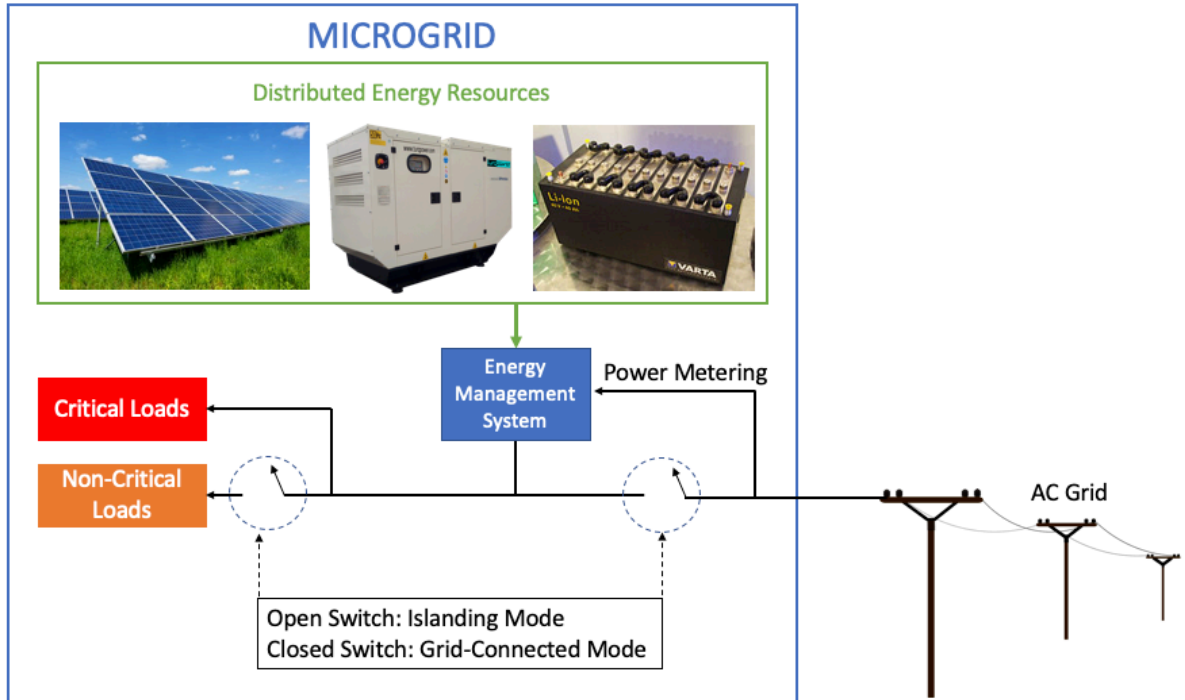 MICROGRID
Distributed Energy Resources
Li-Ion
VARTA
Energy
Management
System
Power Metering
Critical Loads
Non-Critical
Loads
AC Grid
Open Switch: Islanding Mode
Closed Switch: Grid-Connected Mode